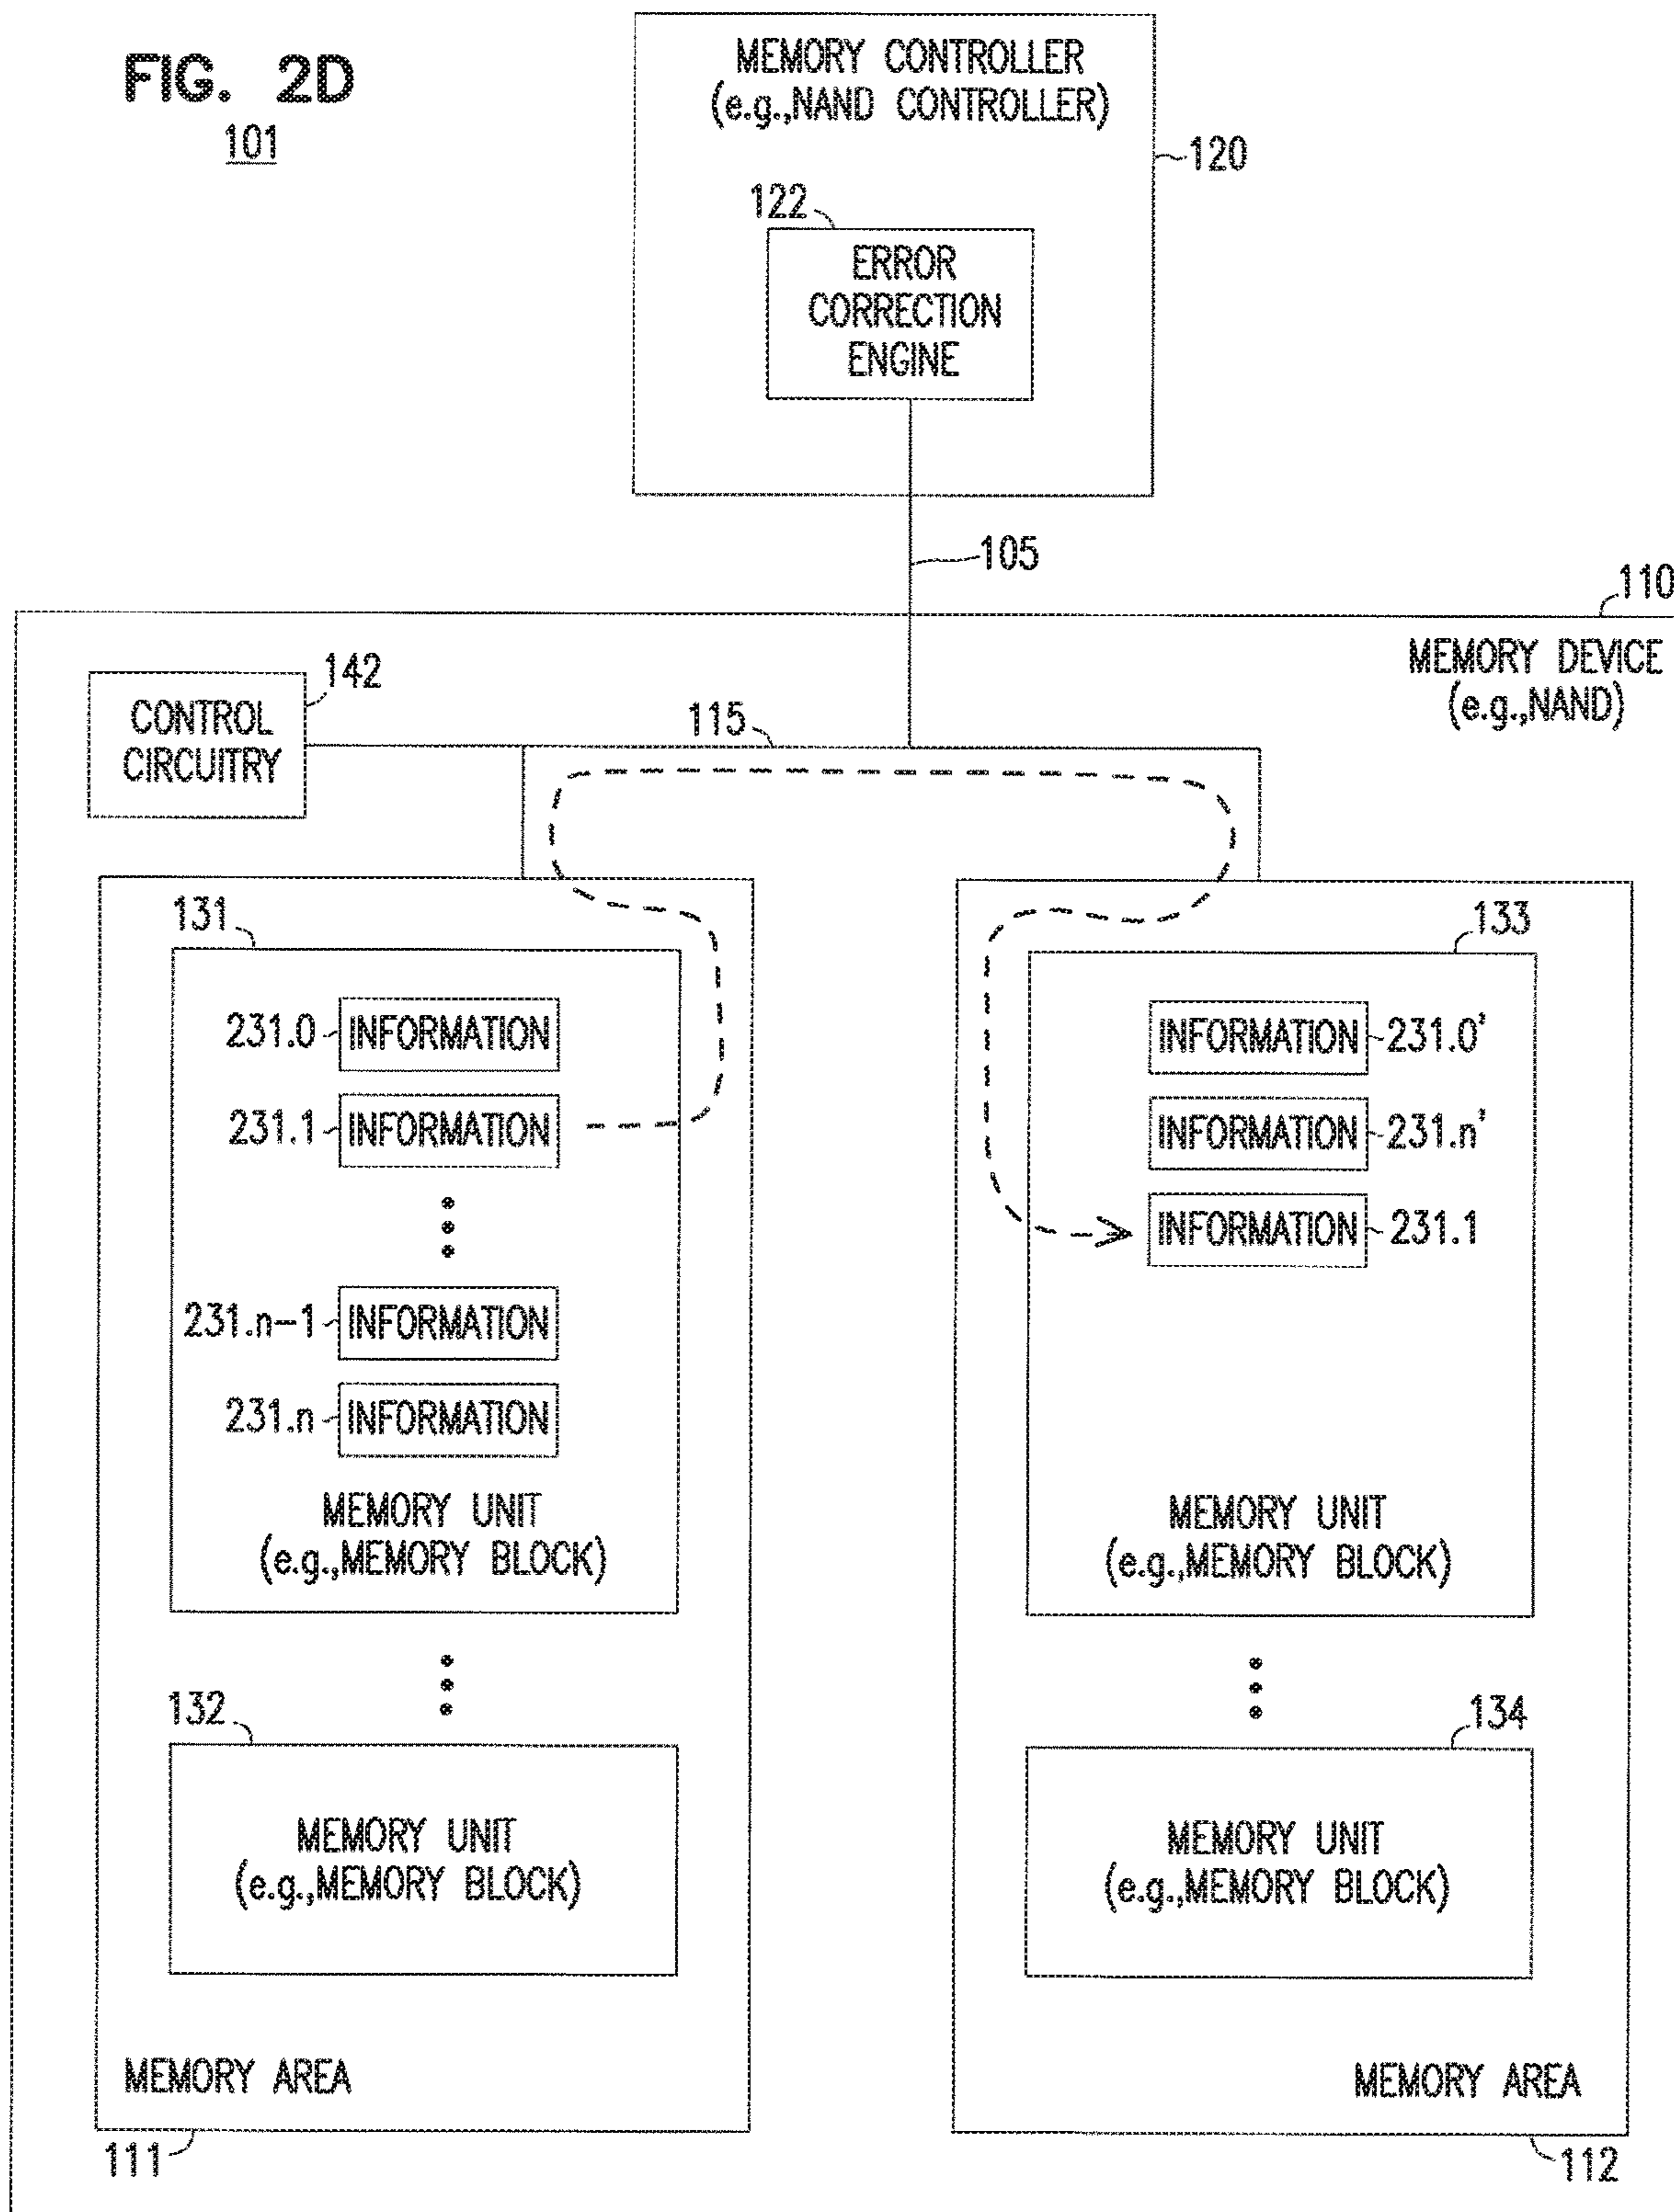 FIG. 2D
101
MEMORY CONTROLLER
(e.g.,NAND CONTROLLER)
120
122
ERROR
CORRECTION
ENGINE
105
110
MEMORY DEVICE
(e.g.,NAND)
142
CONTROL
CIRCUITRY
115
131
231.0 INFORMATION
231.1 INFORMATION
231.n-1 INFORMATION
231.n INFORMATION
MEMORY UNIT
(e.g.,MEMORY BLOCK)
132
MEMORY UNIT
(e.g.,MEMORY BLOCK)
MEMORY AREA
111
133
INFORMATION 231.0'
INFORMATION 231.n'
INFORMATION 231.1
MEMORY UNIT
(e.g.,MEMORY BLOCK)
134
MEMORY UNIT
(e.g.,MEMORY BLOCK)
MEMORY AREA
112